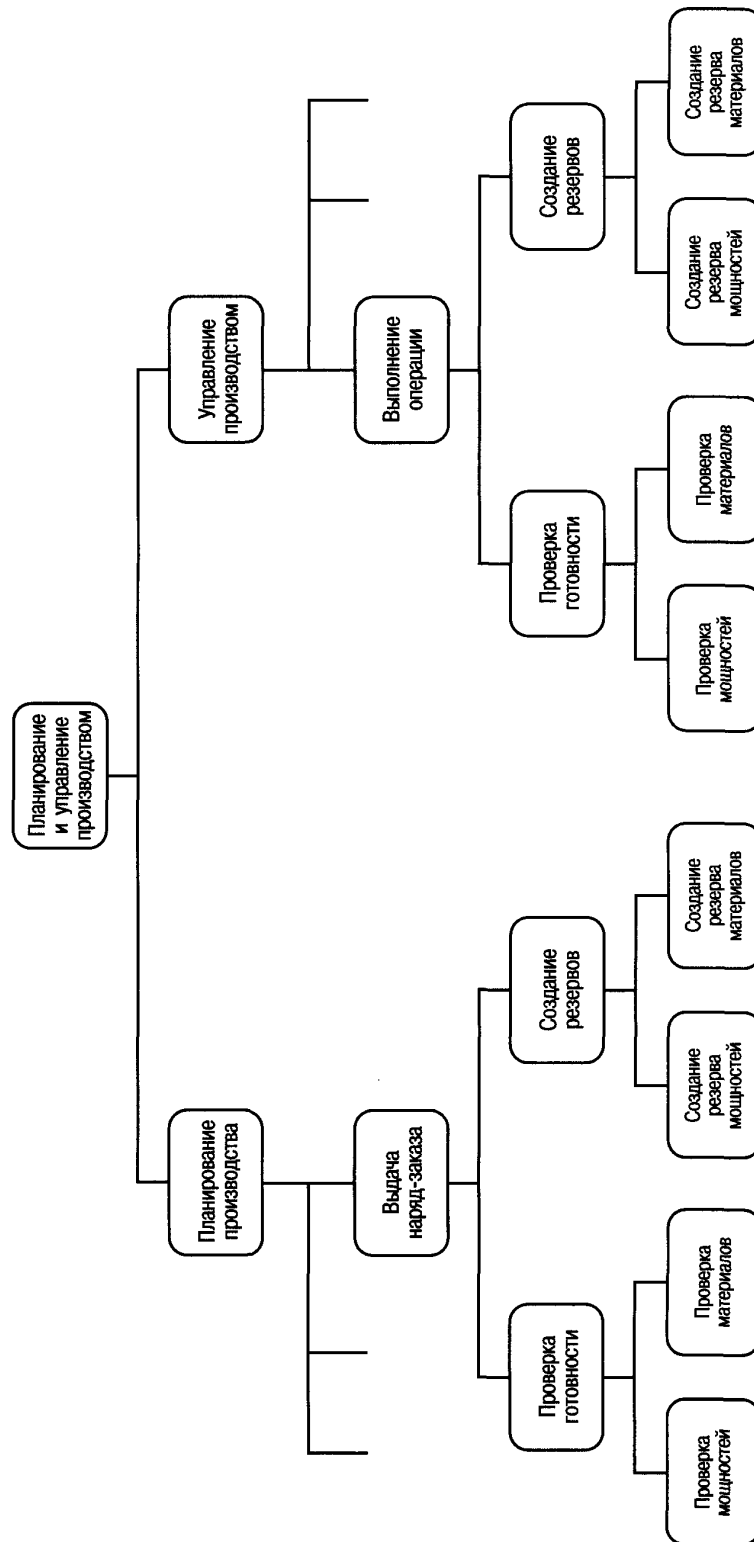 Планирование
и управление
производством
Планирование
производства
Управление
производством
Выдача
наряд-заказа
Выполнение
операции
Проверка
готовности
Создание
резервов
Проверка
готовности
Создание
резервов
Проверка
мощностей
Проверка
материалов
Создание
резерва
мощностей
Создание
резерва
материалов
Проверка
мощностей
Проверка
материалов
Создание
резерва
мощностей
Создание
резерва
материалов